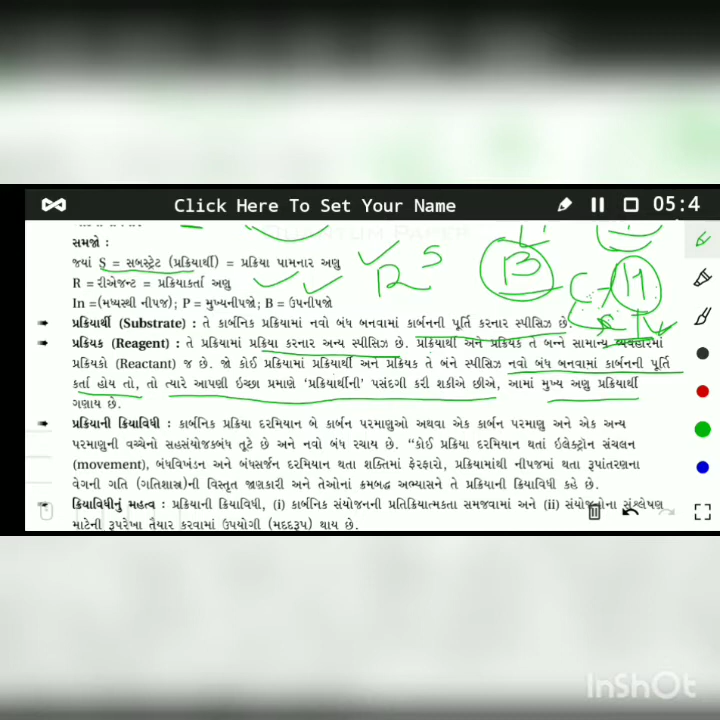 Click Here To Set Your Name
05:4
સમજો :
જ્યાં S = સબસ્ટ્રેટ (પ્રક્રિયાર્થી) = પ્રક્રિયા પામનાર અણુ
R S
B
R = રીએજન્ટ = પ્રક્રિયાકર્તા અણુ
In =(મધ્યસ્થી નીપજ); P = મુખ્યનીપજો; B = ઉપનીપજો
➠ પ્રક્રિયાર્થી (Substrate) : તે કાર્બનિક પ્રક્રિયામાં નવો બંધ બનવામાં કાર્બનની પૂર્તિ કરનાર સ્પીસિઝ છે.
➠ પ્રક્રિયક (Reagent) : તે પ્રક્રિયામાં પ્રક્રિયા કરનાર અન્ય સ્પીસિઝ છે. પ્રક્રિયાર્થી અને પ્રક્રિયક તે બન્ને સામાન્ય વ્યવહારમાં
પ્રક્રિયકો (Reactant) જ છે. જો કોઈ પ્રક્રિયામાં પ્રક્રિયાર્થી અને પ્રક્રિયક તે બંને સ્પીસિઝ નવો બંધ બનવામાં કાર્બનની પૂર્તિ
કર્તા હોય તો, તો ત્યારે આપણી ઇચ્છા પ્રમાણે ‘પ્રક્રિયાર્થીની’ પસંદગી કરી શકીએ છીએ, આમાં મુખ્ય અણુ પ્રક્રિયાર્થી
ગણાય છે.
➠ પ્રક્રિયાની ક્રિયાવિધી : કાર્બનિક પ્રક્રિયા દરમિયાન બે કાર્બન પરમાણુઓ અથવા એક કાર્બન પરમાણુ અને એક અન્ય
પરમાણુની વચ્ચેનો સહસંયોજકબંધ તૂટે છે અને નવો બંધ રચાય છે. “કોઈ પ્રક્રિયા દરમિયાન થતાં ઇલેક્ટ્રોન સંચલન
(movement), બંધવિખંડન અને બંધસર્જન દરમિયાન થતા શક્તિમાં ફેરફારો, પ્રક્રિયામાંથી નીપજમાં થતા રૂપાંતરણના
વેગની ગતિ (ગતિશાસ્ત્ર)ની વિસ્તૃત જાણકારી અને તેઓનાં ક્રમબદ્ધ અભ્યાસને તે પ્રક્રિયાની ક્રિયાવિધી કહે છે.
➠ ક્રિયાવિધીનું મહત્વ : પ્રક્રિયાની ક્રિયાવિધી, (i) કાર્બનિક સંયોજનની પ્રતિક્રિયાત્મકતા સમજવામાં અને (ii) સંયોજનોના સંશ્લેષણ
માટેની રૂપરેખા તૈયાર કરવામાં ઉપયોગી (મદદરૂપ) થાય છે.
InShOt